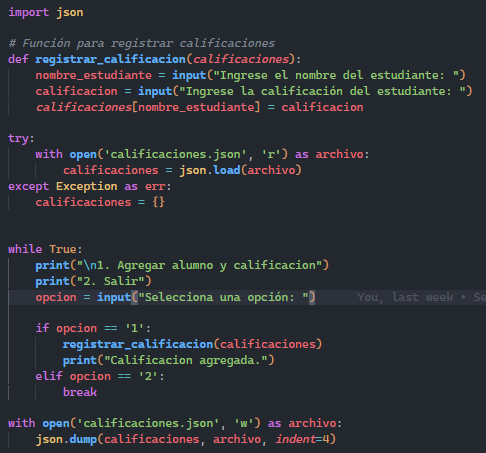 import json
# Función para registrar calificaciones
def registrar_calificacion(calificaciones):
    nombre_estudiante = input("Ingrese el nombre del estudiante: ")
    calificacion = input("Ingrese la calificación del estudiante: ")
    calificaciones[nombre_estudiante] = calificacion
try:
    with open('calificaciones.json', 'r') as archivo:
        calificaciones = json.load(archivo)
except Exception as err:
    calificaciones = {}
while True:
    print("\n1. Agregar alumno y calificacion")
    print("2. Salir")
    opcion = input("Selecciona una opción: ")      You, last week • Se
    if opcion == '1':
        registrar_calificacion(calificaciones)
        print("Calificacion agregada.")
    elif opcion == '2':
        break
with open('calificaciones.json', 'w') as archivo:
    json.dump(calificaciones, archivo, indent=4)